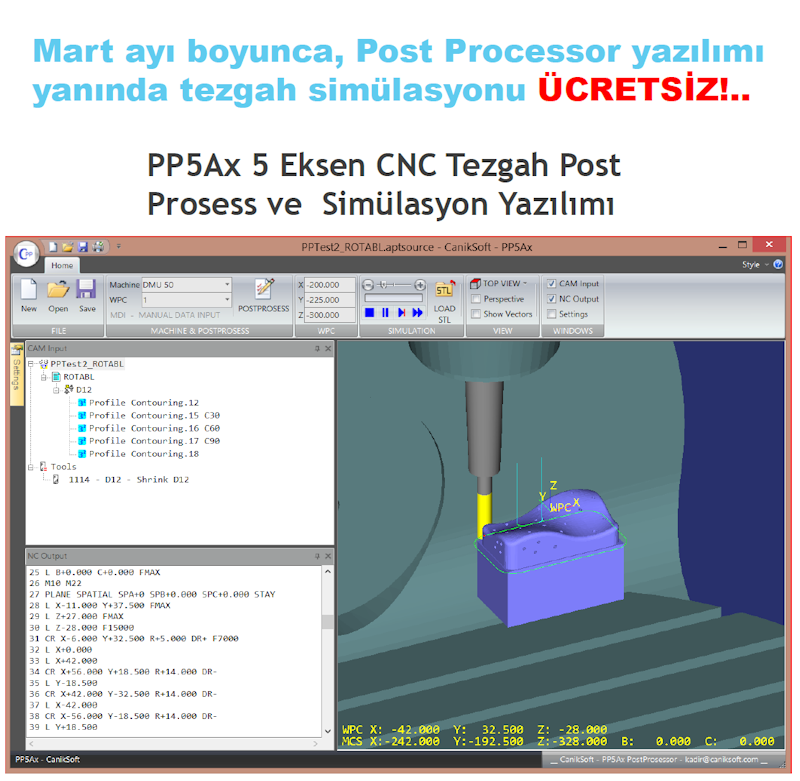 Mart ayı boyunca, Post Processor yazılımı
yanında tezgah simülasyonu ÜCRETSİZ!..
PP5Ax 5 Eksen CNC Tezgah Post
Prosess ve Simülasyon Yazılımı
PPTest2_ROTABL.aptsource - CanikSoft - PP5Ax
Home
Style
New
Open
Save
FILE
Machine DMU 50
WPC 1
MDI - MANUAL DATA INPUT
POSTPROSESS
MACHINE & POSTPROSESS
X -200.000
Y -225.000
Z -300.000
WPC
STL
LOAD
STL
SIMULATION
TOP VIEW
Perspective
Show Vectors
VIEW
CAM Input
NC Output
Settings
WINDOWS
Settings
CAM Input
PPTest2_ROTABL
ROTABL
D12
Profile Contouring.12
Profile Contouring.15 C30
Profile Contouring.16 C60
Profile Contouring.17 C90
Profile Contouring.18
Tools
1114 - D12 - Shrink D12
NC Output
25 L B+0.000 C+0.000 FMAX
26 M10 M22
27 PLANE SPATIAL SPA+0 SPB+0.000 SPC+0.000 STAY
28 L X-11.000 Y+37.500 FMAX
29 L Z+27.000 FMAX
30 L Z-28.000 F15000
31 CR X-6.000 Y+32.500 R+5.000 DR+ F7000
32 L X+0.000
33 L X+42.000
34 CR X+56.000 Y+18.500 R+14.000 DR-
35 L Y-18.500
36 CR X+42.000 Y-32.500 R+14.000 DR-
37 L X-42.000
38 CR X-56.000 Y-18.500 R+14.000 DR-
39 L Y+18.500
Z
Y
WPC X
WPC X: -42.000 Y: 32.500 Z: -28.000
MCS X:-242.000 Y:-192.500 Z:-328.000 B: 0.000 C: 0.000
PP5Ax - CanikSoft
__ CanikSoft - PP5Ax PostProsessor - kadir@caniksoft.com __